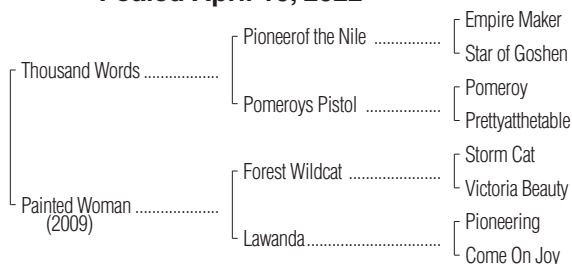 Foaled April 2022
Empire Maker
Pioneerof the Nile ................
Star of Goshen
Thousand Words ..................
Pomeroy
Pomeroys Pistol ..................
Prettyatthetable
Storm Cat
Forest Wildcat ......................
Victoria Beauty
Painted Woman ....................
(2009)
Pioneering
Lawanda................................
Come On Joy